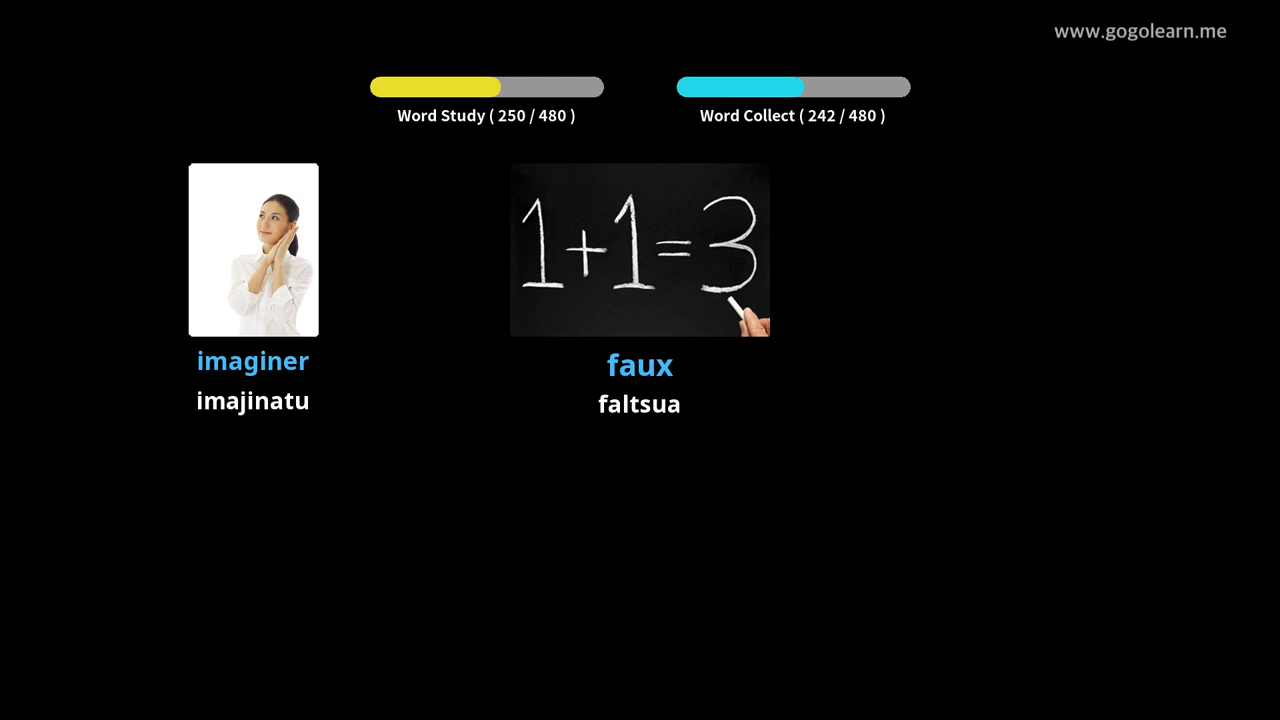 www.gogolearn.me
Word Study ( 250 / 480 )
Word Collect ( 242 / 480 )
1+1=3
imaginer
imajinatu
faux
faltsua